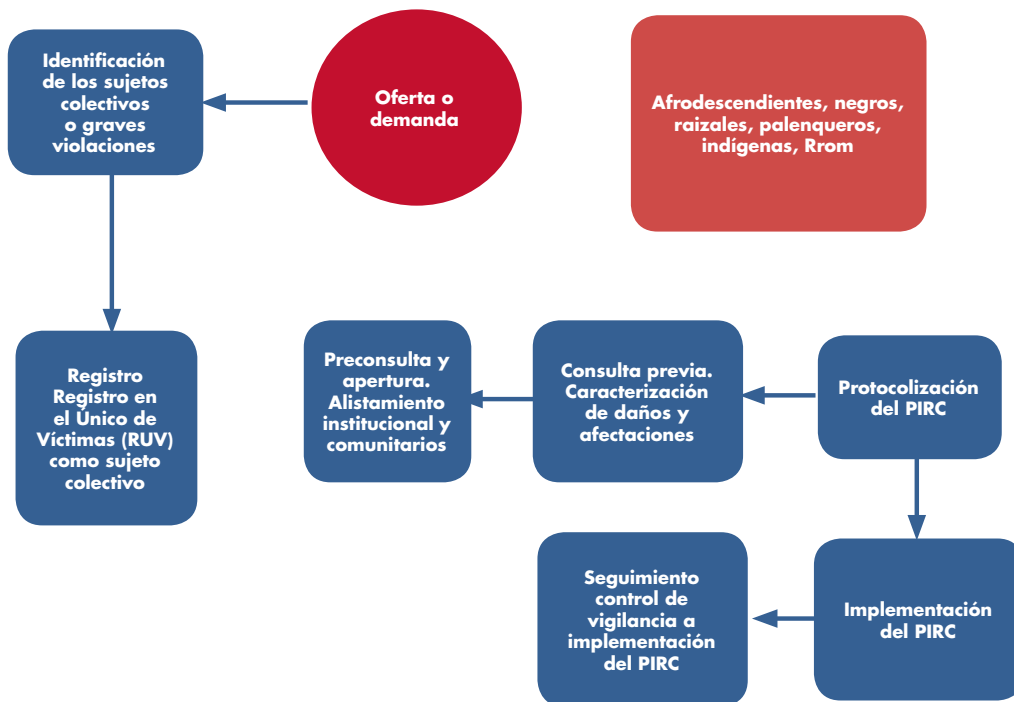 Identificación
de los sujetos
colectivos
o graves
violaciones
Oferta o
demanda
Afrodescendientes, negros,
raizales, palenqueros,
indígenas, Rrom
Registro
Registro en
el Único de
Víctimas (RUV)
como sujeto
colectivo
Preconsulta y
apertura.
Alistamiento
institucional y
comunitarios
Consulta previa.
Caracterización
de daños y
afectaciones
Protocolización
del PIRC
Seguimiento
control de
vigilancia a
implementación
del PIRC
Implementación
del PIRC